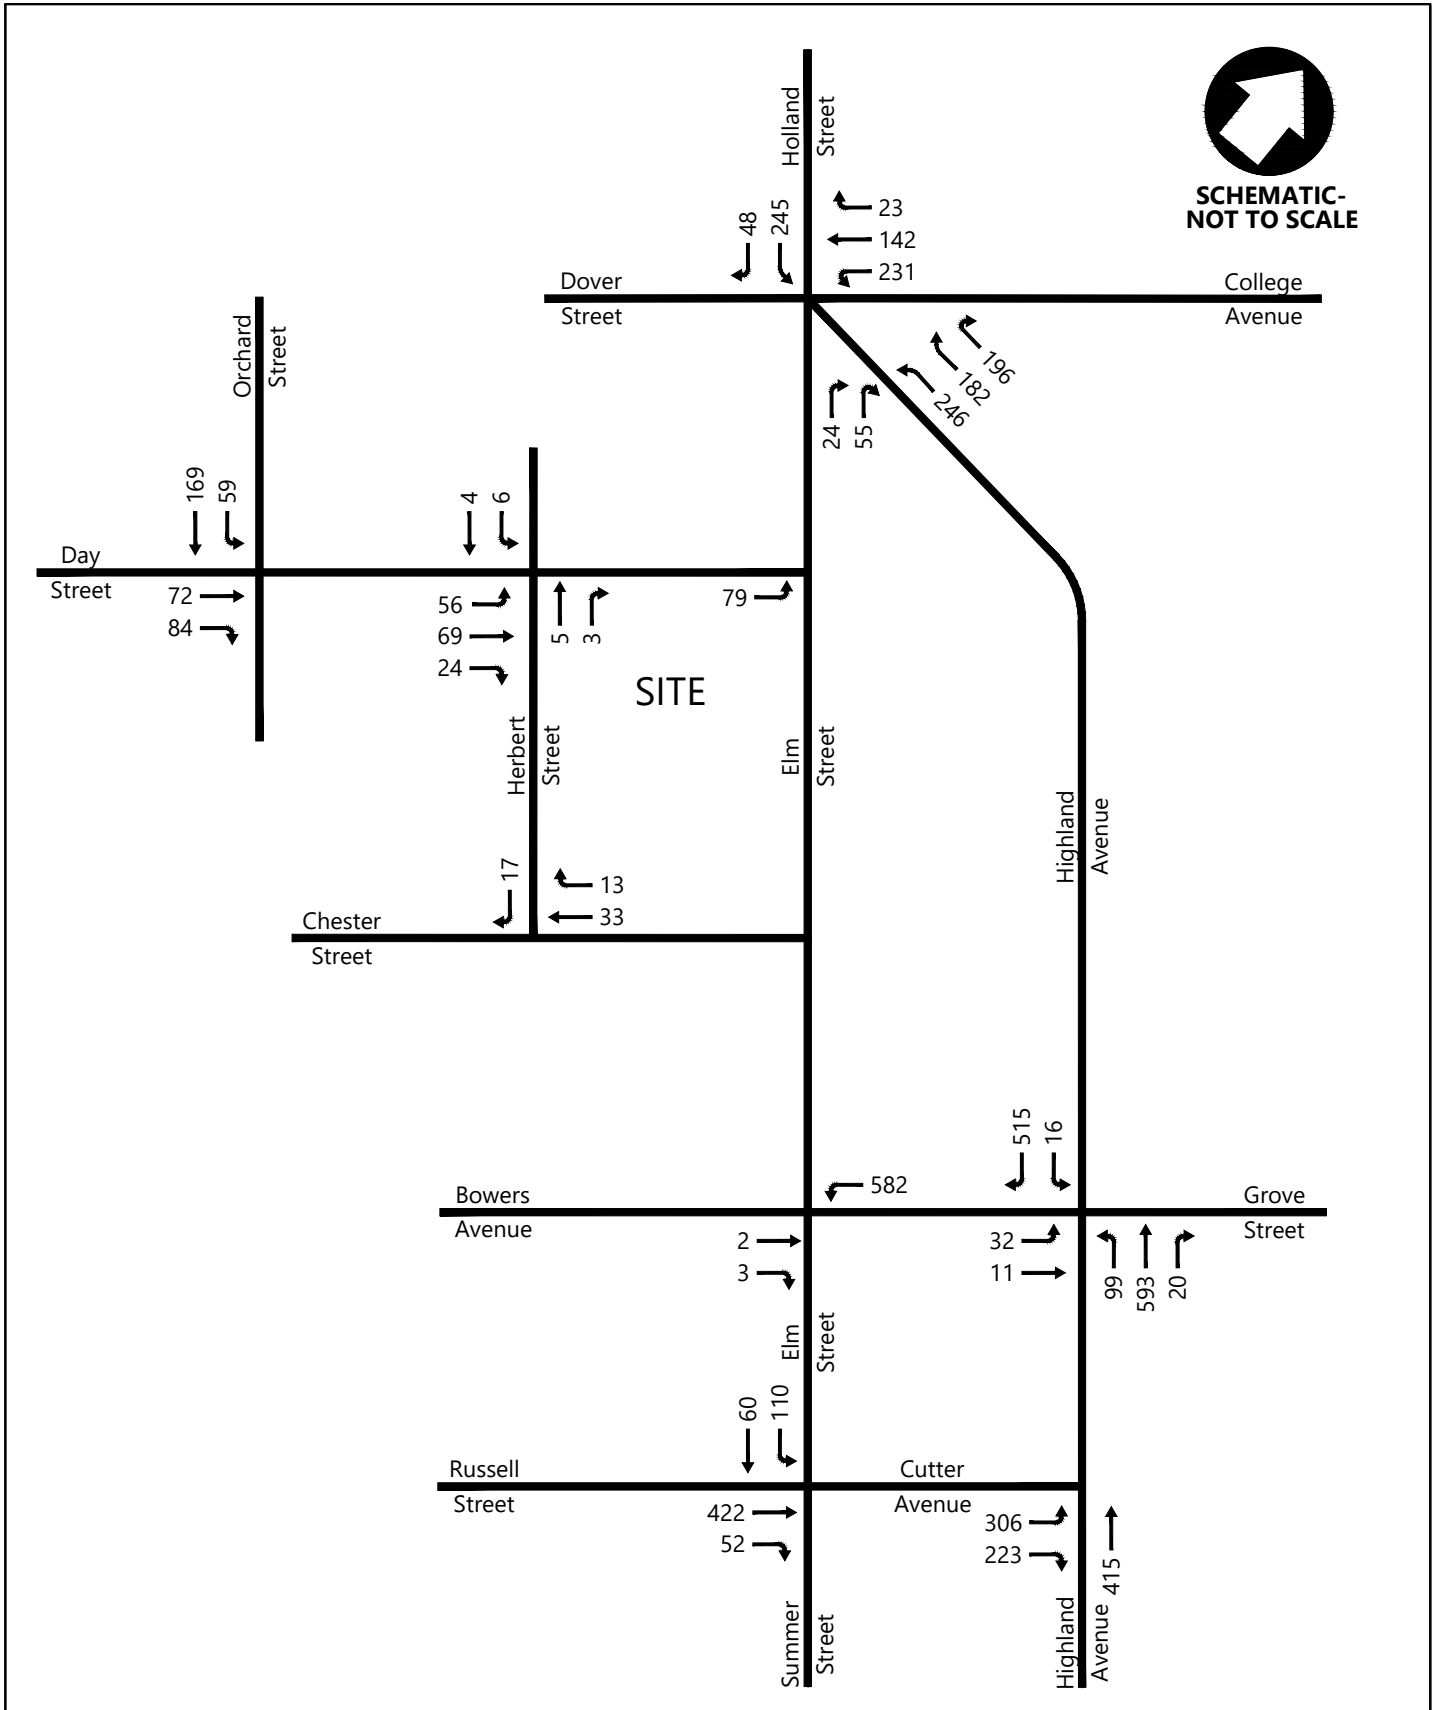 Holland
Street
SCHEMATIC-
NOT TO SCALE
48
245
23
142
231
Dover
Street
College
Avenue
Orchard
Street
196
182
246
24
55
169
59
4
6
Day
Street
72
84
56
69
24
5
3
79
SITE
Herbert
Street
Elm
Street
Highland
Avenue
17
13
33
Chester
Street
515
16
582
Bowers
Avenue
Grove
Street
2
3
32
11
99
593
20
Elm
Street
60
110
Russell
Street
Cutter
Avenue
422
52
306
223
415
Summer
Street
Highland
Avenue